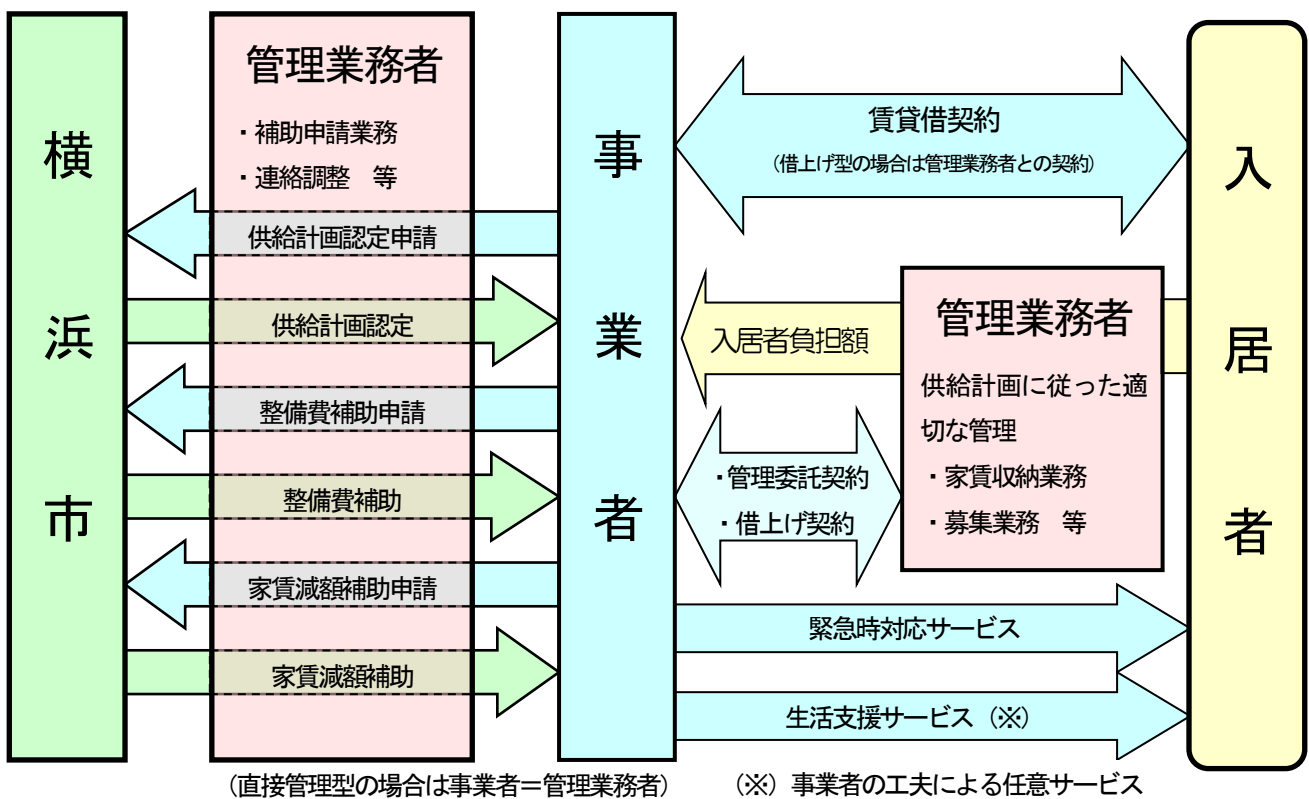 横浜市
管理業務者
・補助申請業務
・連絡調整　等
供給計画認定申請
供給計画認定
整備費補助申請
整備費補助
家賃減額補助申請
家賃減額補助
事業者
賃貸借契約
（借上げ型の場合は管理業務者との契約）
入居者負担額
管理業務者
供給計画に従った適
切な管理
・家賃収納業務
・募集業務　等
・管理委託契約
・借上げ契約
緊急時対応サービス
生活支援サービス（※）
入居者
（直接管理型の場合は事業者＝管理業務者）
（※）事業者の工夫による任意サービス